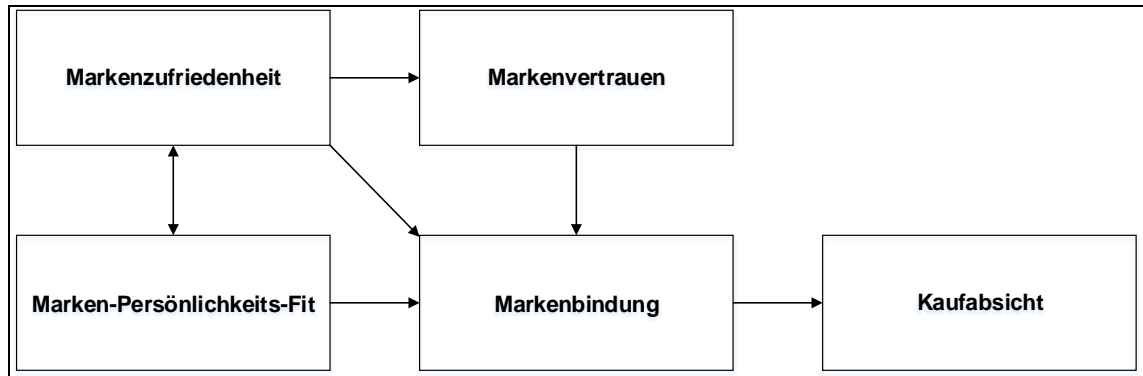 Markenzufriedenheit
Markenvertrauen
Marken-Persönlichkeits-Fit
Markenbindung
Kaufabsicht